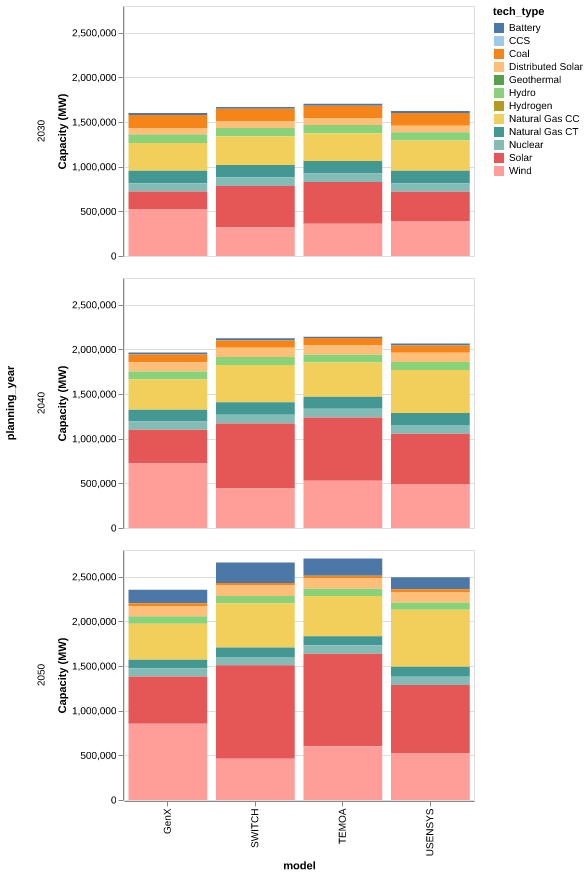 tech_type
Battery
CCS
Coal
Distributed Solar
Geothermal
Hydro
Hydrogen
Natural Gas CC
Natural Gas CT
Nuclear
Solar
Wind
planning_year
2030
Capacity (MW)
2,500,000
2,000,000
1,500,000
1,000,000
500,000
0
2040
Capacity (MW)
2,500,000
2,000,000
1,500,000
1,000,000
500,000
0
2050
Capacity (MW)
2,500,000
2,000,000
1,500,000
1,000,000
500,000
0
GenX
SWITCH
TEMOA
USENSYS
model